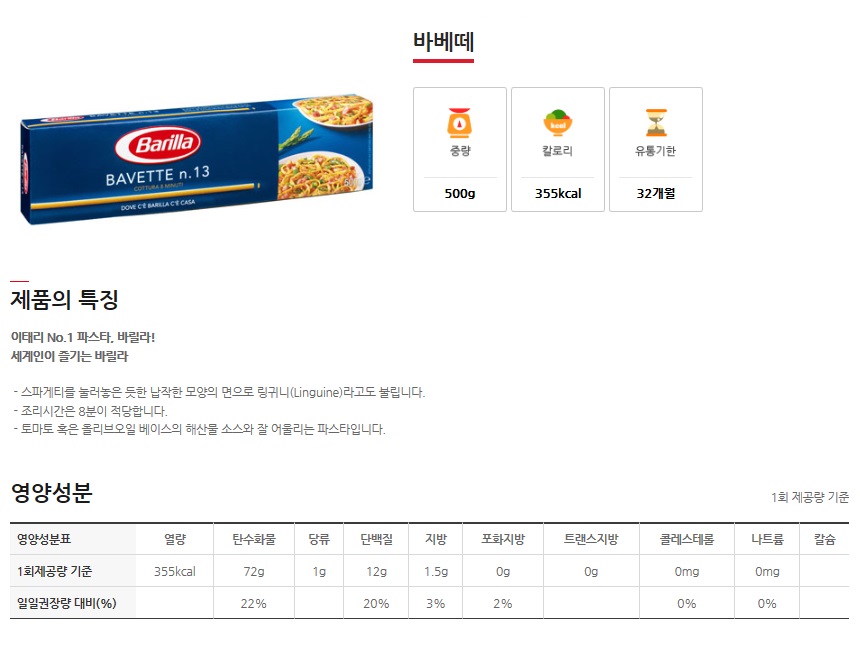 바베떼
Barilla
BAVETTE n.13
COTTURA 8 MINUTI
DOVE C'È BARILLA C'È CASA
중량
칼로리
kcal
유통기한
500g
355kcal
32개월
제품의 특징
이태리 No.1 파스타, 바릴라!
세계인이 즐기는 바릴라
- 스파게티를 눌러놓은 듯한 납작한 모양의 면으로 링귀니(Linguine)라고도 불립니다.
- 조리시간은 8분이 적당합니다.
- 토마토 혹은 올리브오일 베이스의 해산물 소스와 잘 어울리는 파스타입니다.
영양성분
1회 제공량 기준
영양성분표 열량 탄수화물 당류 단백질 지방 포화지방 트랜스지방 콜레스테롤 나트륨 칼슘
1회제공량 기준 355kcal 72g 1g 12g 1.5g 0g 0g 0mg 0mg
일일권장량 대비(%) 22% 20% 3% 2% 0% 0%